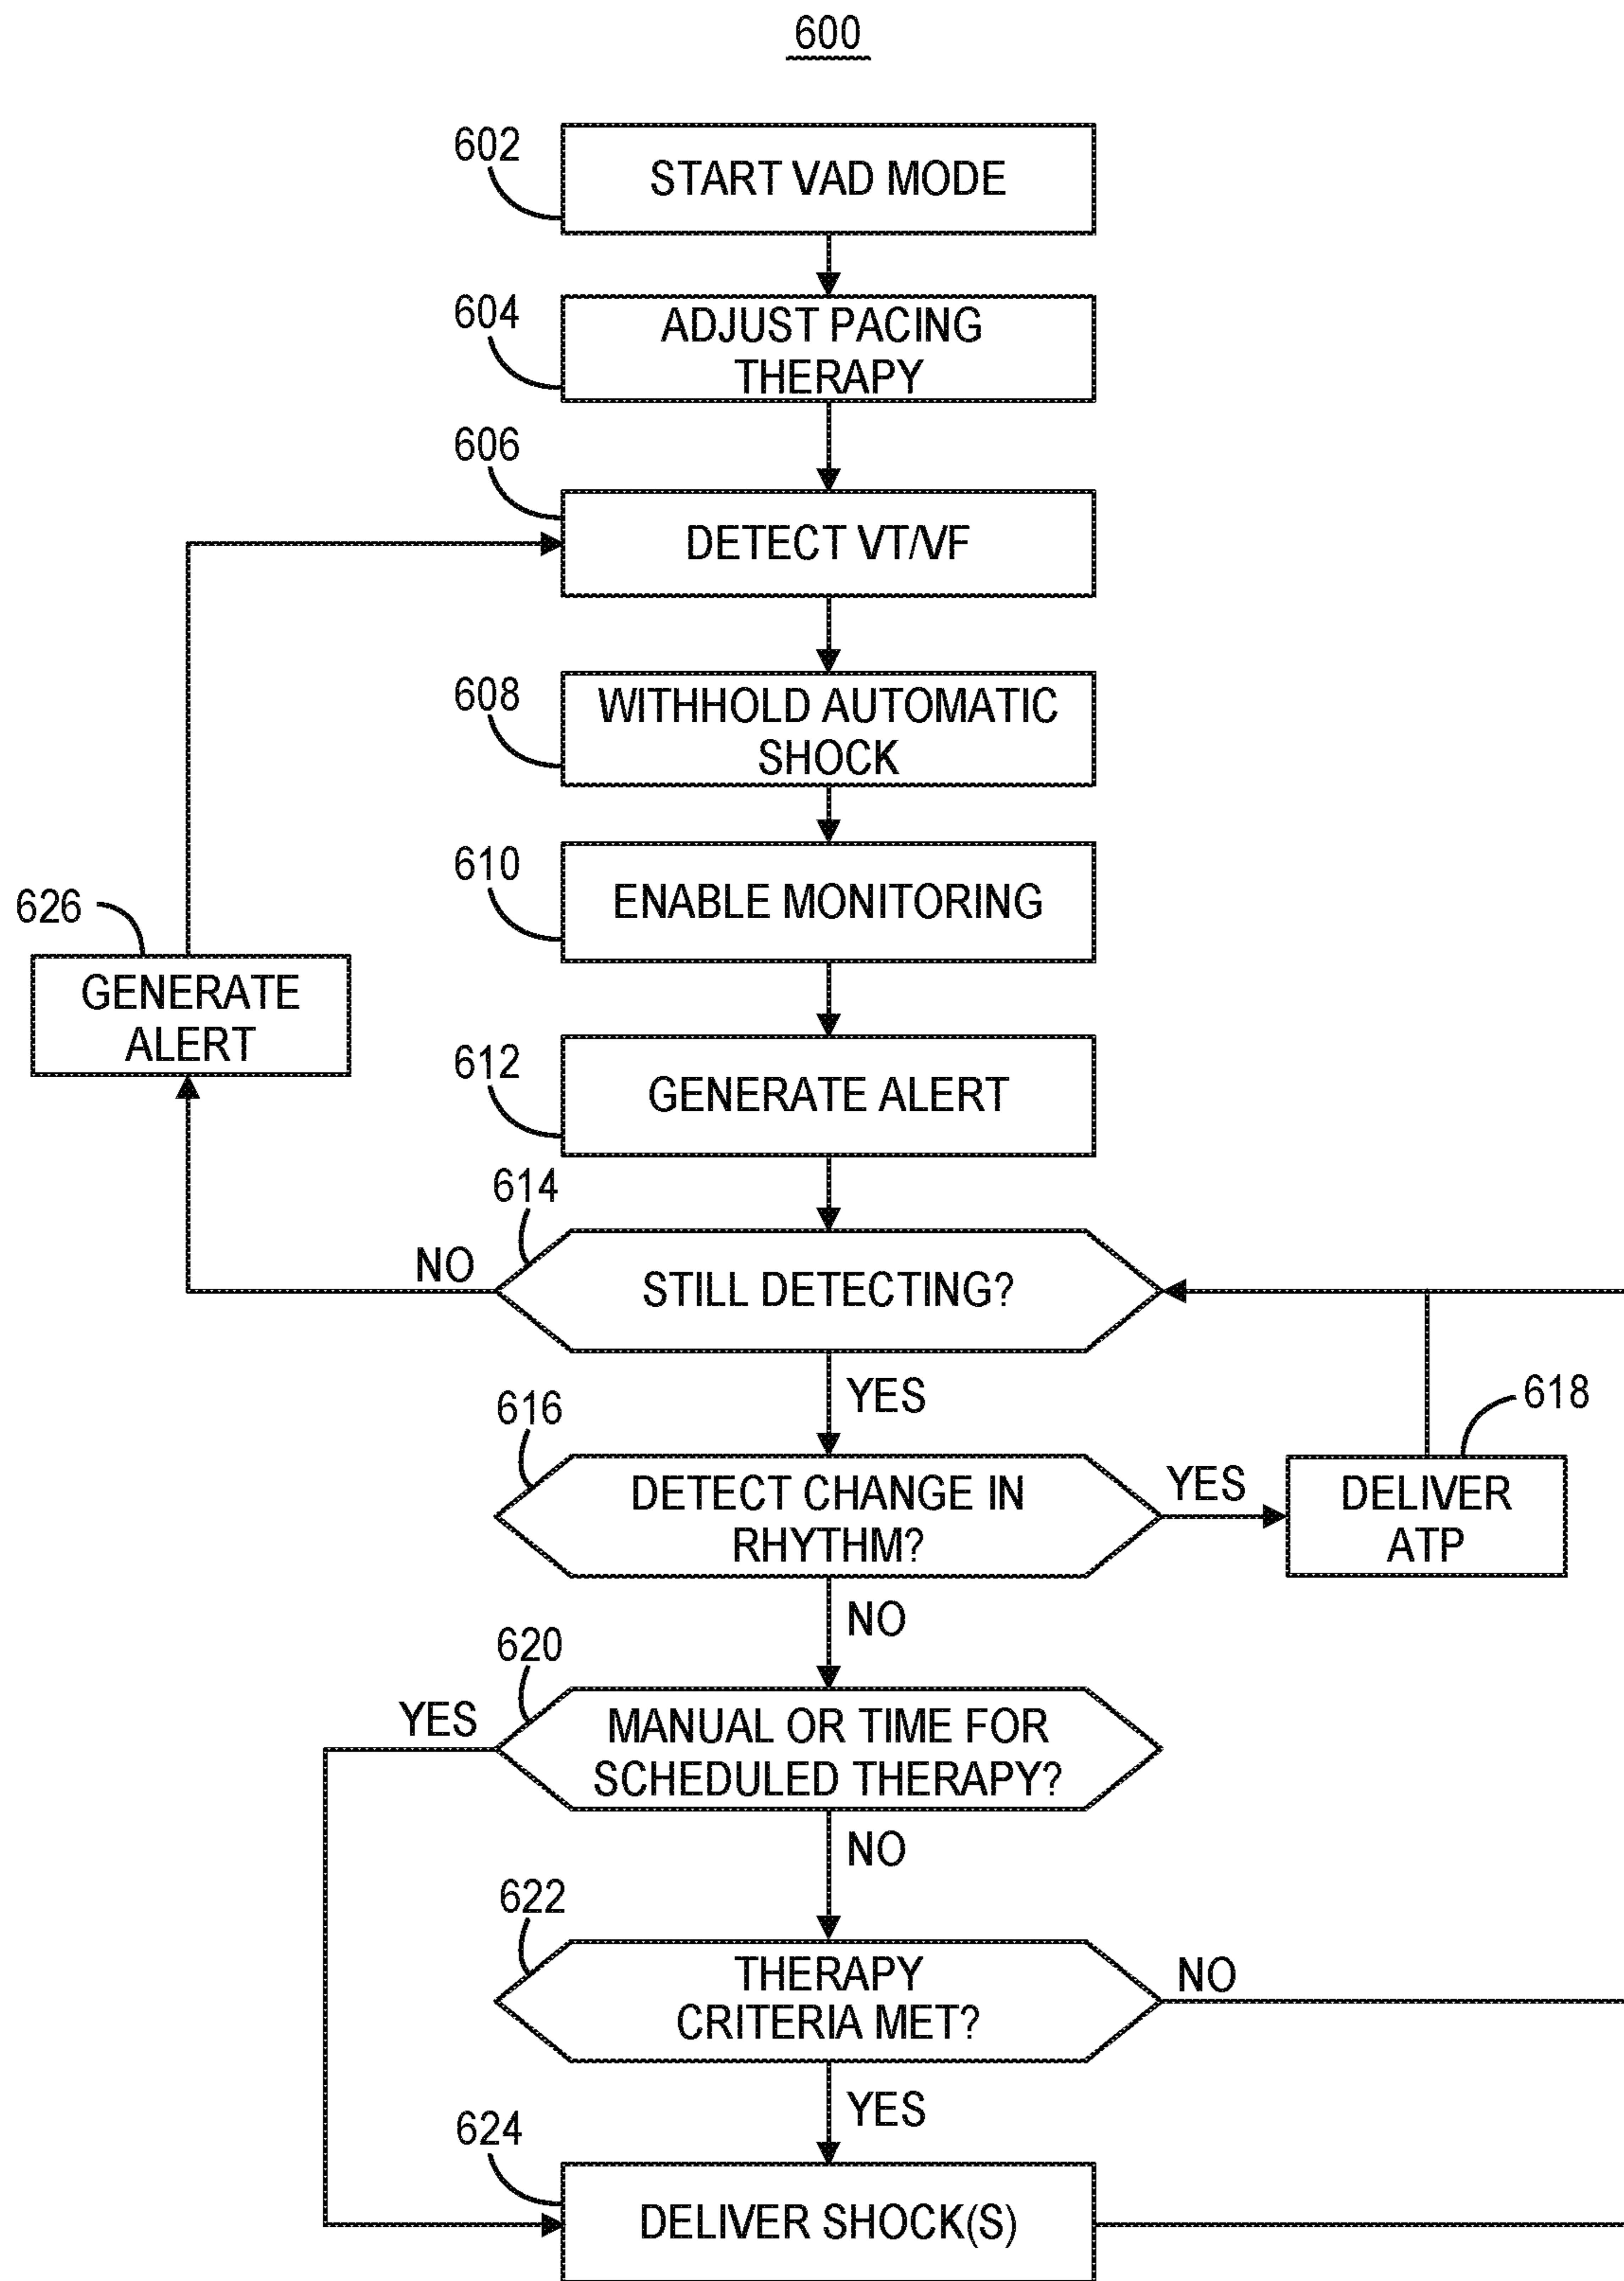 600
602
START VAD MODE
604
ADJUST PACING
THERAPY
606
DETECT VT/VF
608
WITHHOLD AUTOMATIC
SHOCK
610
ENABLE MONITORING
626
GENERATE
ALERT
612
GENERATE ALERT
614
NO
STILL DETECTING?
YES
616
618
DETECT CHANGE IN
RHYTHM?
YES
DELIVER
ATP
NO
620
YES
MANUAL OR TIME FOR
SCHEDULED THERAPY?
NO
622
THERAPY
CRITERIA MET?
NO
YES
624
DELIVER SHOCK(S)